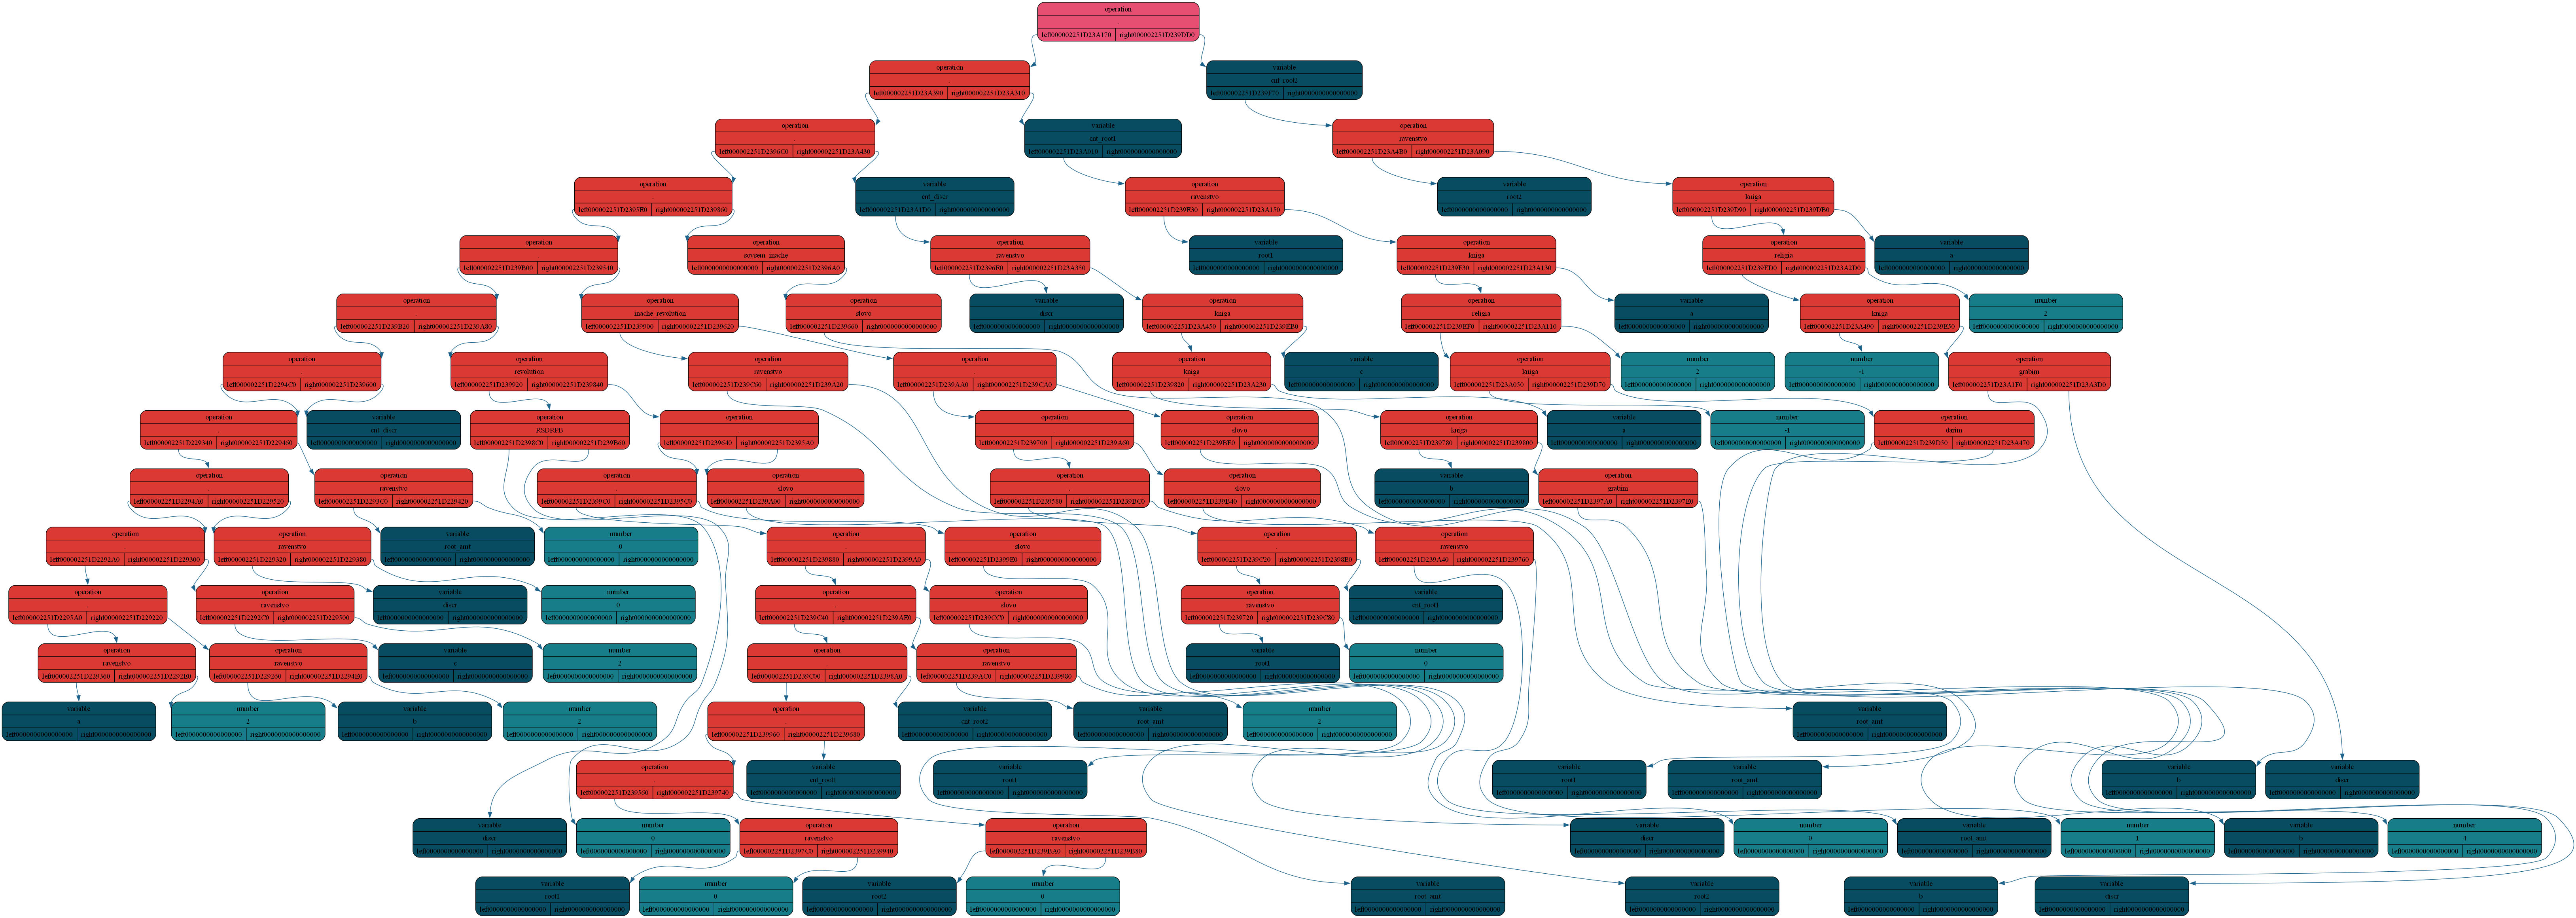 operation
.
left000002251D23A170 right000002251D239DD0
operation
.
left000002251D23A390 right000002251D23A310
variable
cnt_root2
left000002251D239F70 right0000000000000000
operation
.
left000002251D2396C0 right000002251D23A430
variable
cnt_root1
left000002251D23A010 right0000000000000000
operation
ravenstvo
left000002251D23A4B0 right000002251D23A090
operation
.
left000002251D2395E0 right000002251D239860
variable
cnt_discr
left000002251D23A1D0 right0000000000000000
operation
ravenstvo
left000002251D239E30 right000002251D23A150
variable
root2
left0000000000000000 right0000000000000000
operation
kniga
left000002251D239D90 right000002251D239DB0
operation
.
left000002251D239B00 right000002251D239540
operation
sovsem_inache
left0000000000000000 right000002251D2396A0
operation
ravenstvo
left000002251D2396E0 right000002251D23A350
variable
root1
left0000000000000000 right0000000000000000
operation
kniga
left000002251D239F30 right000002251D23A130
operation
religia
left000002251D239ED0 right000002251D23A2D0
variable
a
left0000000000000000 right0000000000000000
operation
.
left000002251D239B20 right000002251D239A80
operation
inache_revolution
left000002251D239900 right000002251D239620
operation
slovo
left000002251D239660 right0000000000000000
variable
discr
left0000000000000000 right0000000000000000
operation
kniga
left000002251D23A450 right000002251D239EB0
variable
a
left0000000000000000 right0000000000000000
operation
kniga
left000002251D23A490 right000002251D239E50
number
2
left0000000000000000 right0000000000000000
operation
.
left000002251D2294C0 right000002251D239600
operation
revolution
left000002251D239920 right000002251D239840
operation
ravenstvo
left000002251D239C60 right000002251D239A20
operation
.
left000002251D239AA0 right000002251D239CA0
operation
kniga
left000002251D239820 right000002251D23A230
variable
left0000000000000000 right0000000000000000
operation
religia
left000002251D239EF0 right000002251D23A110
operation
kniga
left000002251D23A050 right000002251D239D70
number
2
left0000000000000000 right0000000000000000
number
-1
left0000000000000000 right0000000000000000
operation
grabim
left000002251D23A1F0 right000002251D23A3D0
operation
.
left000002251D229340 right000002251D229460
variable
cnt_discr
left0000000000000000 right0000000000000000
operation
RSDRPB
left000002251D2398C0 right000002251D239B60
operation
.
left000002251D239640 right000002251D2395A0
operation
.
left000002251D239700 right000002251D239A60
operation
slovo
left000002251D239BE0 right0000000000000000
operation
kniga
left000002251D239780 right000002251D239800
variable
a
left0000000000000000 right0000000000000000
number
-1
left0000000000000000 right0000000000000000
operation
darim
left000002251D239D50 right000002251D23A470
operation
.
left000002251D2294A0 right000002251D229520
operation
ravenstvo
left000002251D2293C0 right000002251D229420
operation
.
left000002251D2399C0 right000002251D2395C0
operation
slovo
left000002251D239A00 right0000000000000000
operation
.
left000002251D239580 right000002251D239BC0
operation
slovo
left000002251D239B40 right0000000000000000
variable
b
left0000000000000000 right0000000000000000
operation
grabim
left000002251D2397A0 right000002251D2397E0
operation
.
left000002251D2292A0 right000002251D229300
operation
ravenstvo
left000002251D229320 right000002251D229380
variable
root_amt
left0000000000000000 right0000000000000000
number
0
left0000000000000000 right0000000000000000
operation
.
left000002251D239880 right000002251D2399A0
operation
slovo
left000002251D2399E0 right0000000000000000
operation
.
left000002251D239C20 right000002251D2398E0
operation
ravenstvo
left000002251D239A40 right000002251D239760
operation
.
left000002251D2295A0 right000002251D229220
operation
ravenstvo
left000002251D2292C0 right000002251D229500
variable
discr
left0000000000000000 right0000000000000000
number
0
left0000000000000000 right0000000000000000
operation
.
left000002251D239C40 right000002251D239AE0
operation
slovo
left000002251D239CC0 right0000000000000000
operation
ravenstvo
left000002251D239720 right000002251D239C80
variable
cnt_root1
left0000000000000000 right0000000000000000
operation
ravenstvo
left000002251D229360 right000002251D2292E0
operation
ravenstvo
left000002251D229260 right000002251D2294E0
variable
c
left0000000000000000 right0000000000000000
number
2
left0000000000000000 right0000000000000000
operation
.
left000002251D239C00 right000002251D2398A0
operation
ravenstvo
left000002251D239AC0 right000002251D239980
variable
root1
left0000000000000000 right0000000000000000
number
0
left0000000000000000 right0000000000000000
variable
a
left0000000000000000 right0000000000000000
number
2
left0000000000000000 right0000000000000000
variable
b
left0000000000000000 right0000000000000000
number
2
left0000000000000000 right0000000000000000
operation
.
left000002251D239960 right000002251D239680
variable
cnt_root2
left0000000000000000 right0000000000000000
variable
root_amt
left0000000000000000 right0000000000000000
number
2
left0000000000000000 right0000000000000000
variable
root_amt
left0000000000000000 right0000000000000000
operation
.
left000002251D239560 right000002251D239740
variable
cnt_root1
left0000000000000000 right0000000000000000
variable
root1
left0000000000000000 right0000000000000000
variable
root1
left0000000000000000 right0000000000000000
variable
root_amt
left0000000000000000 right0000000000000000
variable
b
left0000000000000000 right0000000000000000
variable
discr
left0000000000000000 right0000000000000000
variable
discr
left0000000000000000 right0000000000000000
number
0
left0000000000000000 right0000000000000000
operation
ravenstvo
left000002251D2397C0 right000002251D239940
operation
ravenstvo
left000002251D239BA0 right000002251D239B80
variable
discr
left0000000000000000 right0000000000000000
number
0
left0000000000000000 right0000000000000000
variable
root_amt
left0000000000000000 right0000000000000000
number
1
left0000000000000000 right0000000000000000
variable
b
left0000000000000000 right0000000000000000
number
4
left0000000000000000 right0000000000000000
variable
root1
left0000000000000000 right0000000000000000
number
0
left0000000000000000 right0000000000000000
variable
root2
left0000000000000000 right0000000000000000
number
0
left0000000000000000 right0000000000000000
variable
root_amt
left0000000000000000 right0000000000000000
variable
root2
left0000000000000000 right0000000000000000
variable
b
left0000000000000000 right0000000000000000
variable
discr
left0000000000000000 right0000000000000000